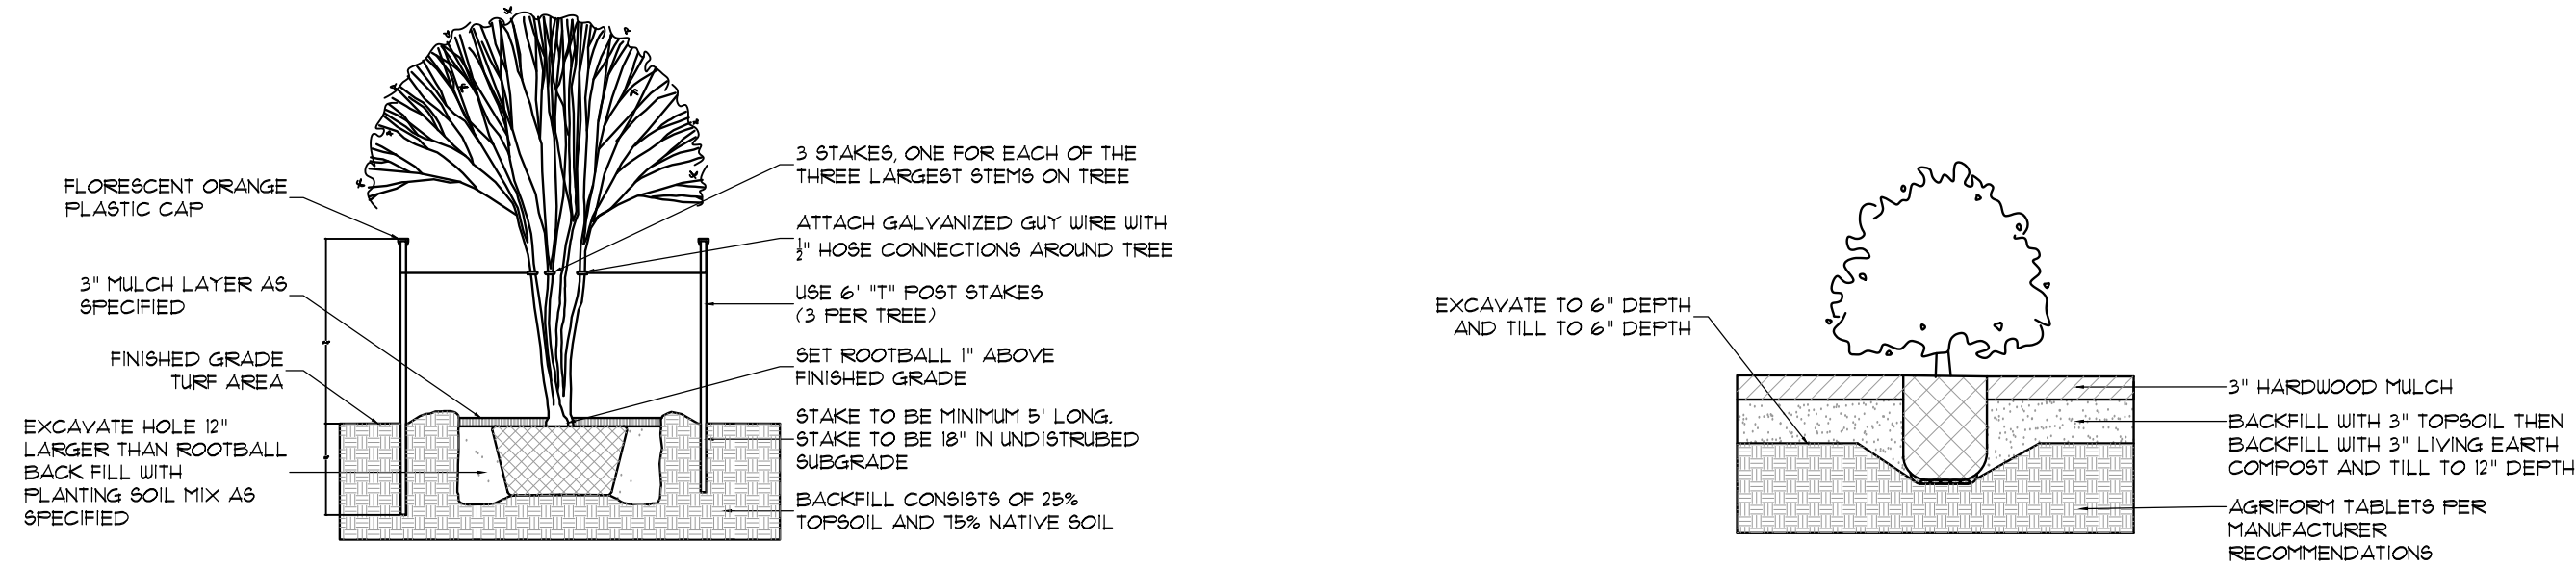 FLORESCENT ORANGE
PLASTIC CAP
3" MULCH LAYER AS
SPECIFIED
FINISHED GRADE
TURF AREA
EXCAVATE HOLE 12"
LARGER THAN ROOTBALL
BACK FILL WITH
PLANTING SOIL MIX AS
SPECIFIED
3 STAKES, ONE FOR EACH OF THE
THREE LARGEST STEMS ON TREE
ATTACH GALVANIZED GUY WIRE WITH
½" HOSE CONNECTIONS AROUND TREE
USE 6' "T" POST STAKES
(3 PER TREE)
SET ROOTBALL 1" ABOVE
FINISHED GRADE
STAKE TO BE MINIMUM 5' LONG.
STAKE TO BE 18" IN UNDISTRUBED
SUBGRADE
BACKFILL CONSISTS OF 25%
TOPSOIL AND 75% NATIVE SOIL
EXCAVATE TO 6" DEPTH
AND TILL TO 6" DEPTH
3" HARDWOOD MULCH
BACKFILL WITH 3" TOPSOIL THEN
BACKFILL WITH 3" LIVING EARTH
COMPOST AND TILL TO 12" DEPTH
AGRIFORM TABLETS PER
MANUFACTURER
RECOMMENDATIONS